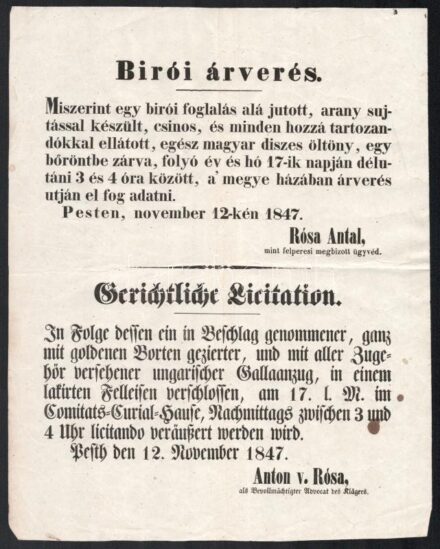 Birói árverés.
Miszerint egy birói foglalás alá jutott, arany suj-
tással készült, csinos, és minden hozzá tartozan-
dókkal ellátott, egész magyar diszes öltöny, egy
bőröntbe zárva, folyó év és hó 17-ik napján délu-
táni 3 és 4 óra között, a' megye házában árverés
utján el fog adatni.
Pesten, november 12-kén 1847.
Rósa Antal,
mint felperesi megbizott ügyvéd.
Gerichtliche Licitation.
In Folge dessen ein in Beschlag genommener, ganz
mit goldenen Borten gezierter, und mit aller Zuge-
hör versehener ungarischer Gallaanzug, in einem
lakirten Felleisen verschlossen, am 17. l. M. im
Comitats-Curial-Hause, Nachmittags zwischen 3 und
4 Uhr licitando veräußert werden wird.
Pesth den 12. November 1847.
Anton v. Rósa,
als Bevollmächtigter Advocat des Klägers.